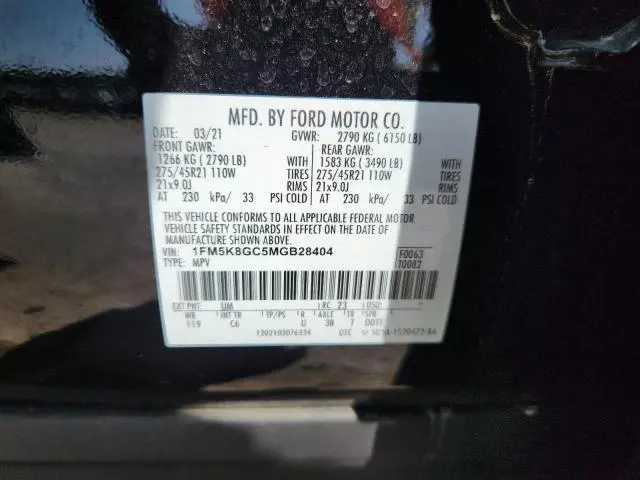 MFD. BY FORD MOTOR CO.
DATE: 03/21 GVWR: 2790 KG ( 6150 LB)
FRONT GAWR: REAR GAWR:
1266 KG ( 2790 LB) WITH 1583 KG ( 3490 LB) WITH
275/45R21 110W TIRES 275/45R21 110W TIRES
21x9.0J RIMS 21x9.0J RIMS
AT 230 kPa/ 33 PSI COLD AT 230 kPa/ 33 PSI COLD
THIS VEHICLE CONFORMS TO ALL APPLICABLE FEDERAL MOTOR
VEHICLE SAFETY STANDARDS IN EFFECT ON THE DATE OF
MANUFACTURE SHOWN ABOVE.
VIN: 1FM5K8GC5MGB28404 F0063
TYPE: MPV T0082
EXT PNT: UM RC: 23 DSO:
WB INT TR TP/PS R AXLE TR SPR
119 C6 U 3B T
UTC